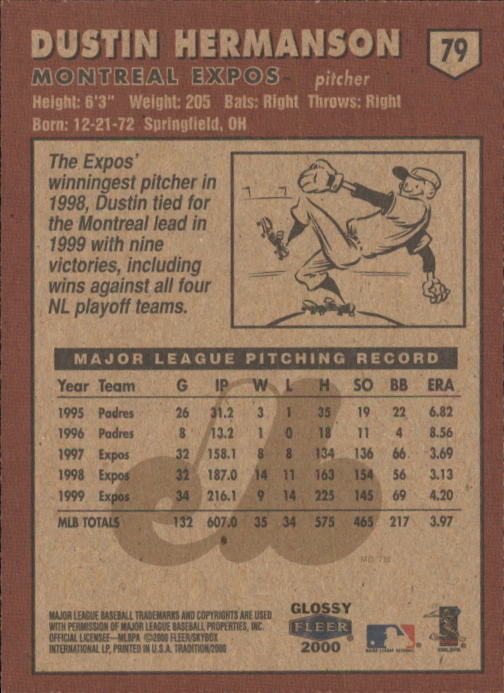 DUSTIN HERMANSON
79
MONTREAL EXPOS pitcher
Height: 6'3" Weight: 205 Bats: Right Throws: Right
Born: 12-21-72 Springfield, OH
The Expos'
winningest pitcher in
1998, Dustin tied for
the Montreal lead in
1999 with nine
victories, including
wins against all four
NL playoff teams.
MAJOR LEAGUE PITCHING RECORD
Year Team G IP W L H SO BB ERA
1995 Padres 26 31.2 3 1 35 19 22 6.82
1996 Padres 8 13.2 1 0 18 11 4 8.56
1997 Expos 32 158.1 8 8 134 136 66 3.69
1998 Expos 32 187.0 14 11 163 154 56 3.13
1999 Expos 34 216.1 9 14 225 145 69 4.20
MLB TOTALS 132 607.0 35 34 575 465 217 3.97
MAJOR LEAGUE BASEBALL TRADEMARKS AND COPYRIGHTS ARE USED
WITH PERMISSION OF MAJOR LEAGUE BASEBALL PROPERTIES, INC.
OFFICIAL LICENSEE—MLBPA ©2000 FLEER/SKYBOX
INTERNATIONAL LP, PRINTED IN U.S.A. TRADITION/2000
GLOSSY
FLEER
2000